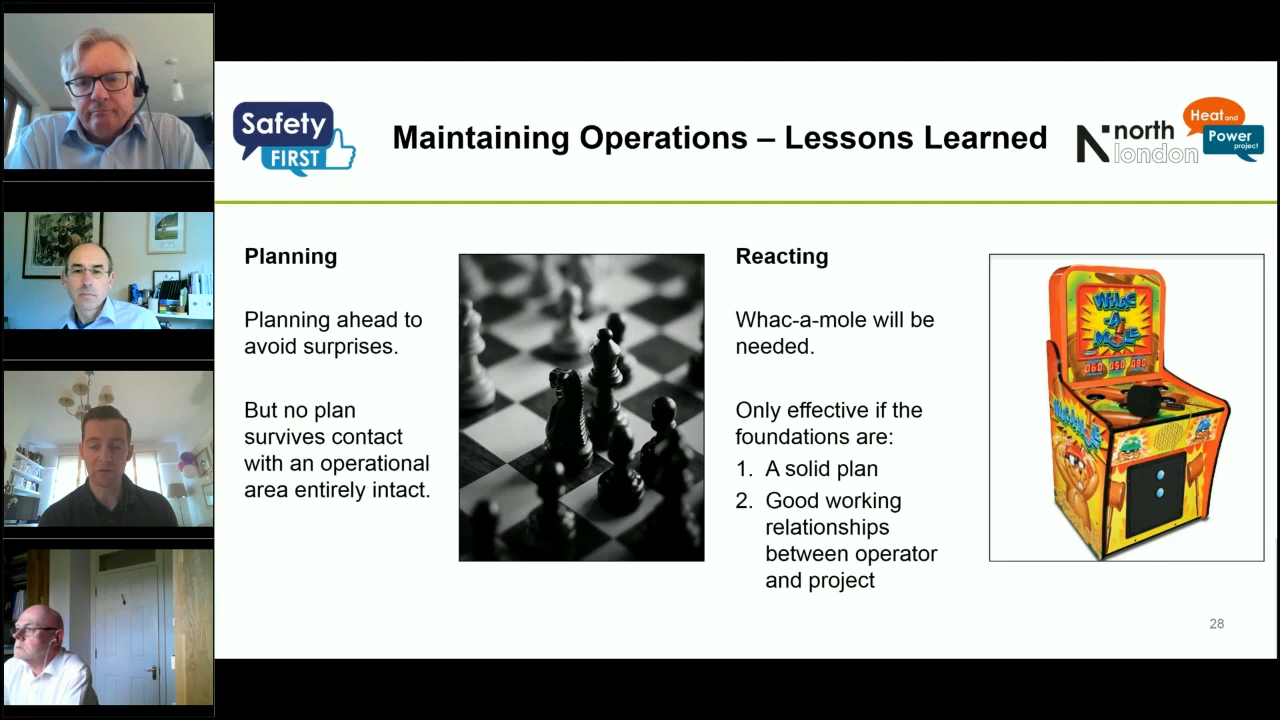 Safety
FIRST
Maintaining Operations – Lessons Learned
north
london
Heat and
Power
project
Planning
Planning ahead to
avoid surprises.
But no plan
survives contact
with an operational
area entirely intact.
Reacting
Whac-a-mole will be
needed.
Only effective if the
foundations are:
1. A solid plan
2. Good working
relationships
between operator
and project
WHAC
A
MOLE
28